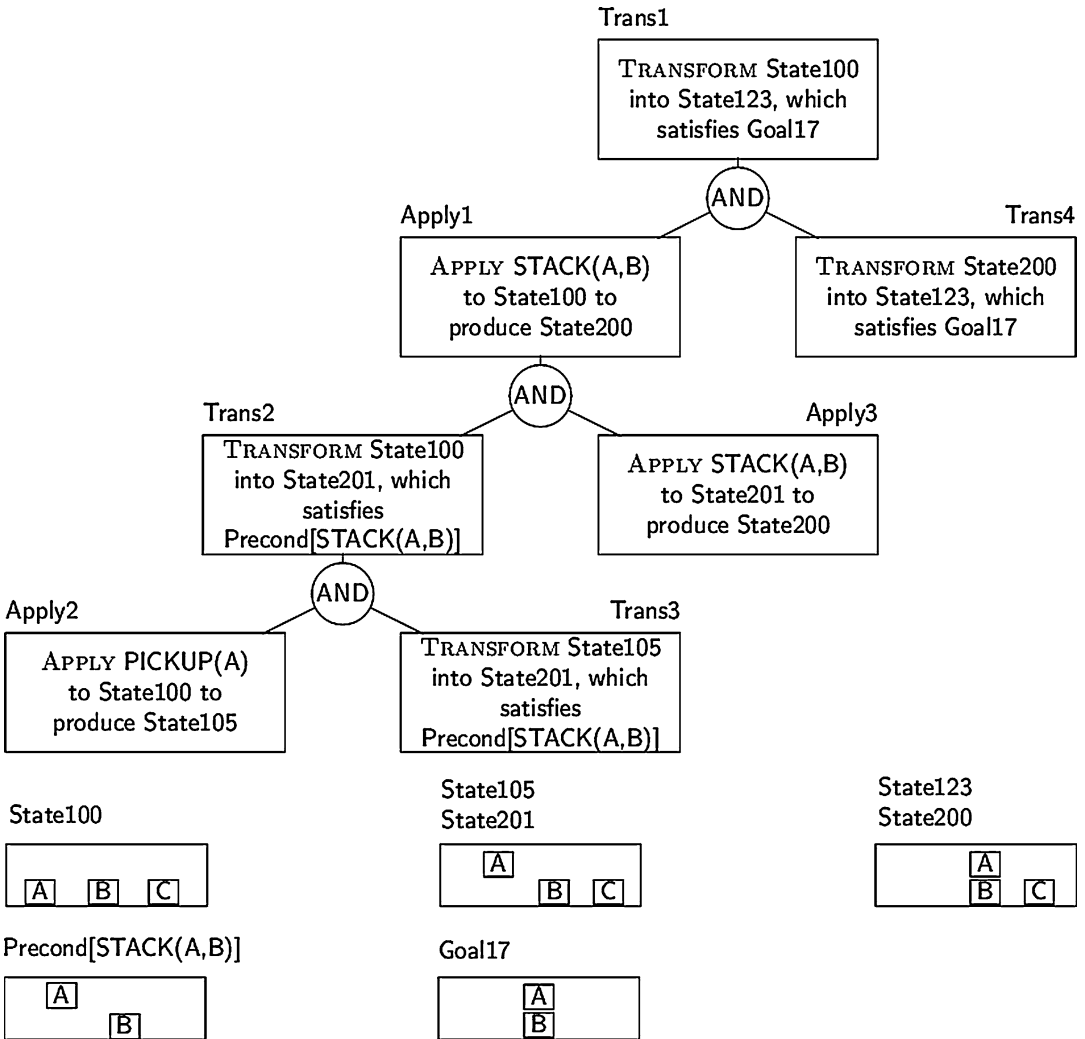 Trans1
TRANSFORM State100
into State123, which
satisfies Goal17
AND
Apply1
Trans4
APPLY STACK(A,B)
to State100 to
produce State200
TRANSFORM State200
into State123, which
satisfies Goal17
AND
Trans2
Apply3
TRANSFORM State100
into State201, which
satisfies
Precond[STACK(A,B)]
APPLY STACK(A,B)
to State201 to
produce State200
AND
Apply2
Trans3
APPLY PICKUP(A)
to State100 to
produce State105
TRANSFORM State105
into State201, which
satisfies
Precond[STACK(A,B)]
State100
A B C
State105
State201
A
B C
State123
State200
A
B C
Precond[STACK(A,B)]
A
B
Goal17
A
B